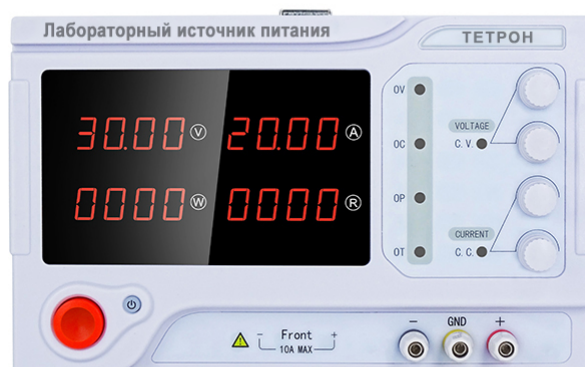 Лабораторный источник питания
ТЕТРОН
30.00 V 20.00 A
0000 W 0000 R
OV
OC
OP
OT
VOLTAGE
C.V.
CURRENT
C.C.
- Front +
10A MAX
- GND +